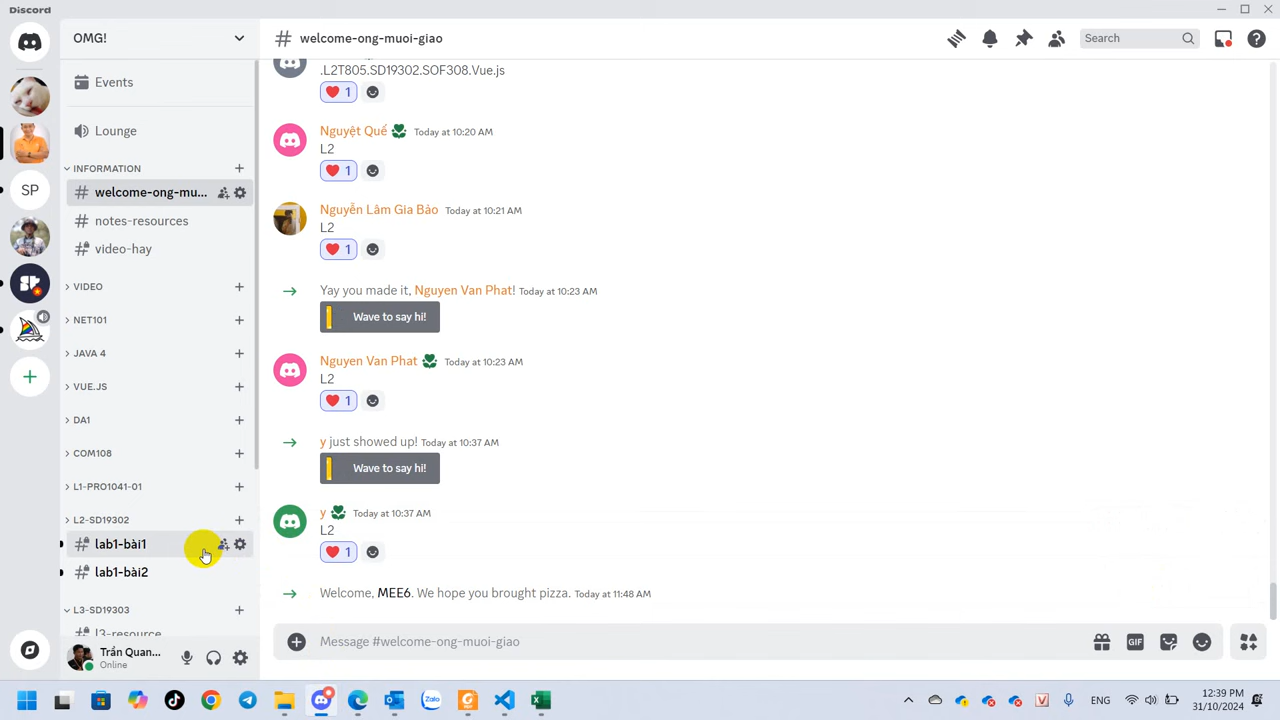 Discord
OMG!
welcome-ong-muoi-giao
Search
Events
Lounge
INFORMATION
welcome-ong-mu...
notes-resources
video-hay
VIDEO
NET101
JAVA 4
VUE.JS
DA1
COM108
L1-PRO1041-01
L2-SD19302
lab1-bài1
lab1-bài2
L3-SD19303
l3-resource
SP
Trần Quan...
Online
.L2T805.SD19302.SOF308.Vue.js
1
Nguyệt Quế Today at 10:20 AM
L2
1
Nguyễn Lâm Gia Bảo Today at 10:21 AM
L2
1
Yay you made it, Nguyen Van Phat! Today at 10:23 AM
Wave to say hi!
Nguyen Van Phat Today at 10:23 AM
L2
1
y just showed up! Today at 10:37 AM
Wave to say hi!
y Today at 10:37 AM
L2
1
Welcome, MEE6. We hope you brought pizza. Today at 11:48 AM
Message #welcome-ong-muoi-giao
GIF
Zalo
ENG
12:39 PM
31/10/2024